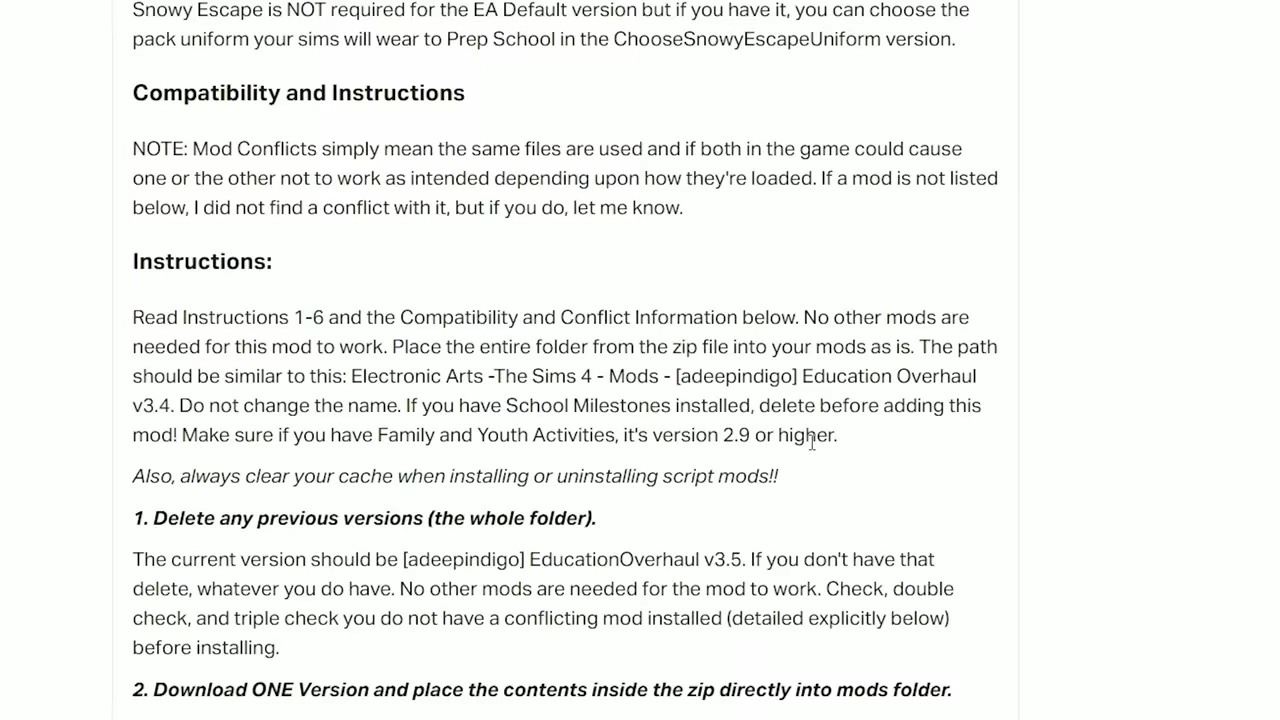 Snowy Escape is NOT required for the EA Default version but if you have it, you can choose the
pack uniform your sims will wear to Prep School in the ChooseSnowyEscapeUniform version.
Compatibility and Instructions
NOTE: Mod Conflicts simply mean the same files are used and if both in the game could cause
one or the other not to work as intended depending upon how they're loaded. If a mod is not listed
below, I did not find a conflict with it, but if you do, let me know.
Instructions:
Read Instructions 1-6 and the Compatibility and Conflict Information below. No other mods are
needed for this mod to work. Place the entire folder from the zip file into your mods as is. The path
should be similar to this: Electronic Arts -The Sims 4 - Mods - [adeepindigo] Education Overhaul
v3.4. Do not change the name. If you have School Milestones installed, delete before adding this
mod! Make sure if you have Family and Youth Activities, it's version 2.9 or higher.
Also, always clear your cache when installing or uninstalling script mods!!
1. Delete any previous versions (the whole folder).
The current version should be [adeepindigo] EducationOverhaul v3.5. If you don't have that
delete, whatever you do have. No other mods are needed for the mod to work. Check, double
check, and triple check you do not have a conflicting mod installed (detailed explicitly below)
before installing.
2. Download ONE Version and place the contents inside the zip directly into mods folder.